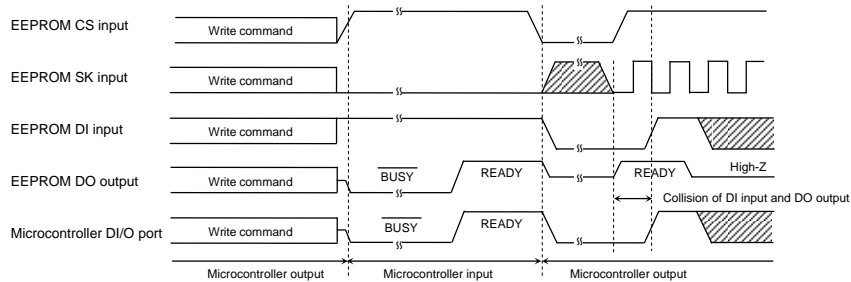 EEPROM CS input
Write command
EEPROM SK input
Write command
EEPROM DI input
Write command
EEPROM DO output
Write command
BUSY
READY
READY
High-Z
Collision of DI input and DO output
Microcontroller DI/O port
Write command
BUSY
READY
Microcontroller output
Microcontroller input
Microcontroller output